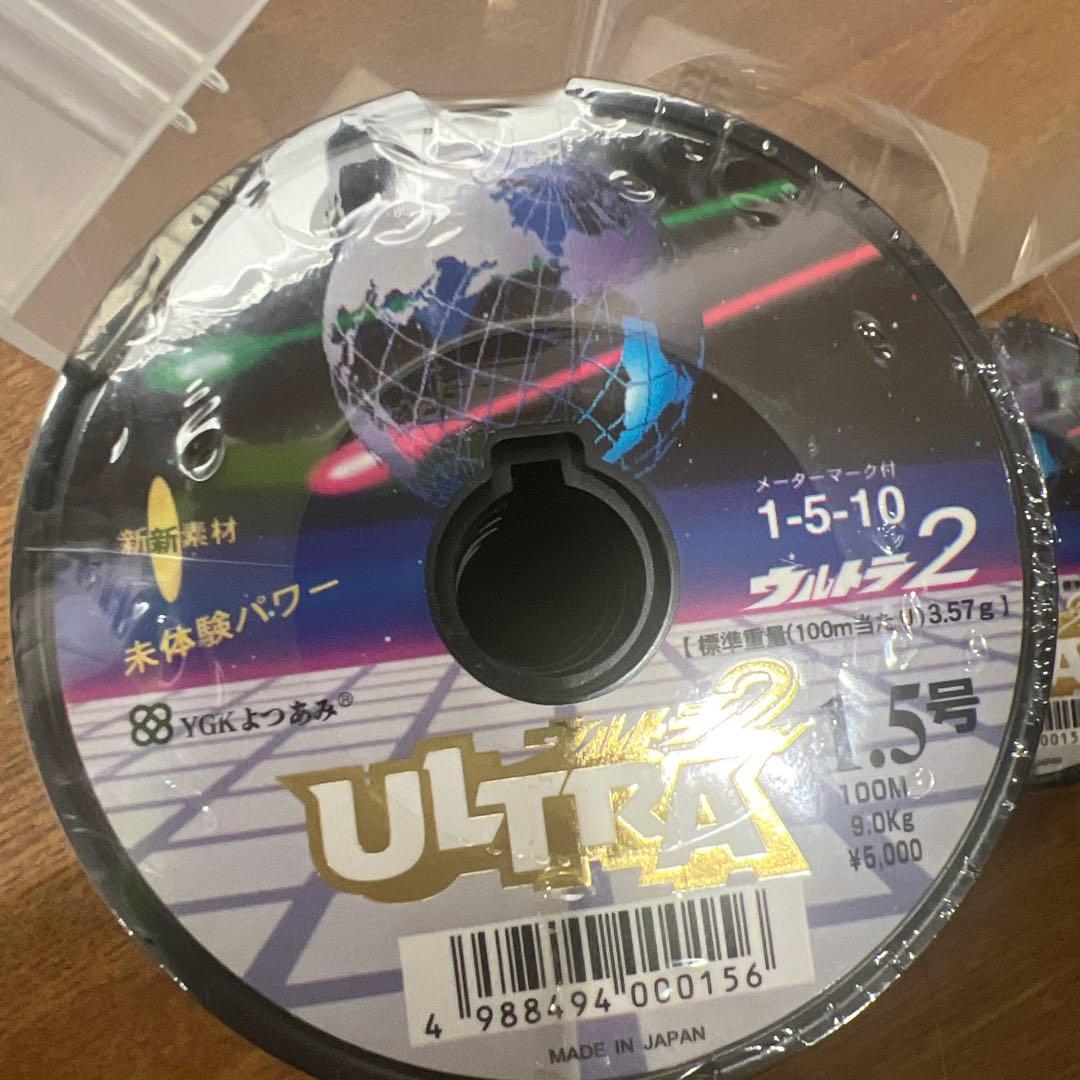 メーターマーク付
1-5-10
ウルトラ2
【標準重量(100m当たり)3.57g】
新新素材
未体験パワー
YGKよつあみ®
ウルトラ2
ULTRA
1.5号
100M
9.0Kg
¥5,000
4 988494 000156
MADE IN JAPAN